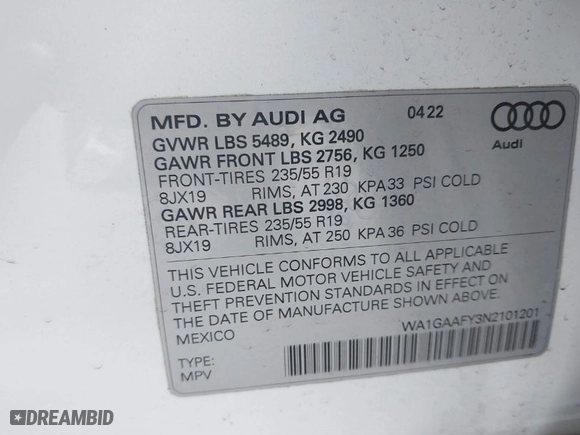 MFD. BY AUDI AG 04 22
GVWR LBS 5489, KG 2490
GAWR FRONT LBS 2756, KG 1250
FRONT-TIRES 235/55 R19
8JX19 RIMS, AT 230 KPA33 PSI COLD
GAWR REAR LBS 2998, KG 1360
REAR-TIRES 235/55 R19
8JX19 RIMS, AT 250 KPA 36 PSI COLD
Audi
THIS VEHICLE CONFORMS TO ALL APPLICABLE
U.S. FEDERAL MOTOR VEHICLE SAFETY AND
THEFT PREVENTION STANDARDS IN EFFECT ON
THE DATE OF MANUFACTURE SHOWN ABOVE.
MEXICO
WA1GAAFY3N2101201
TYPE:
MPV
DREAMBID